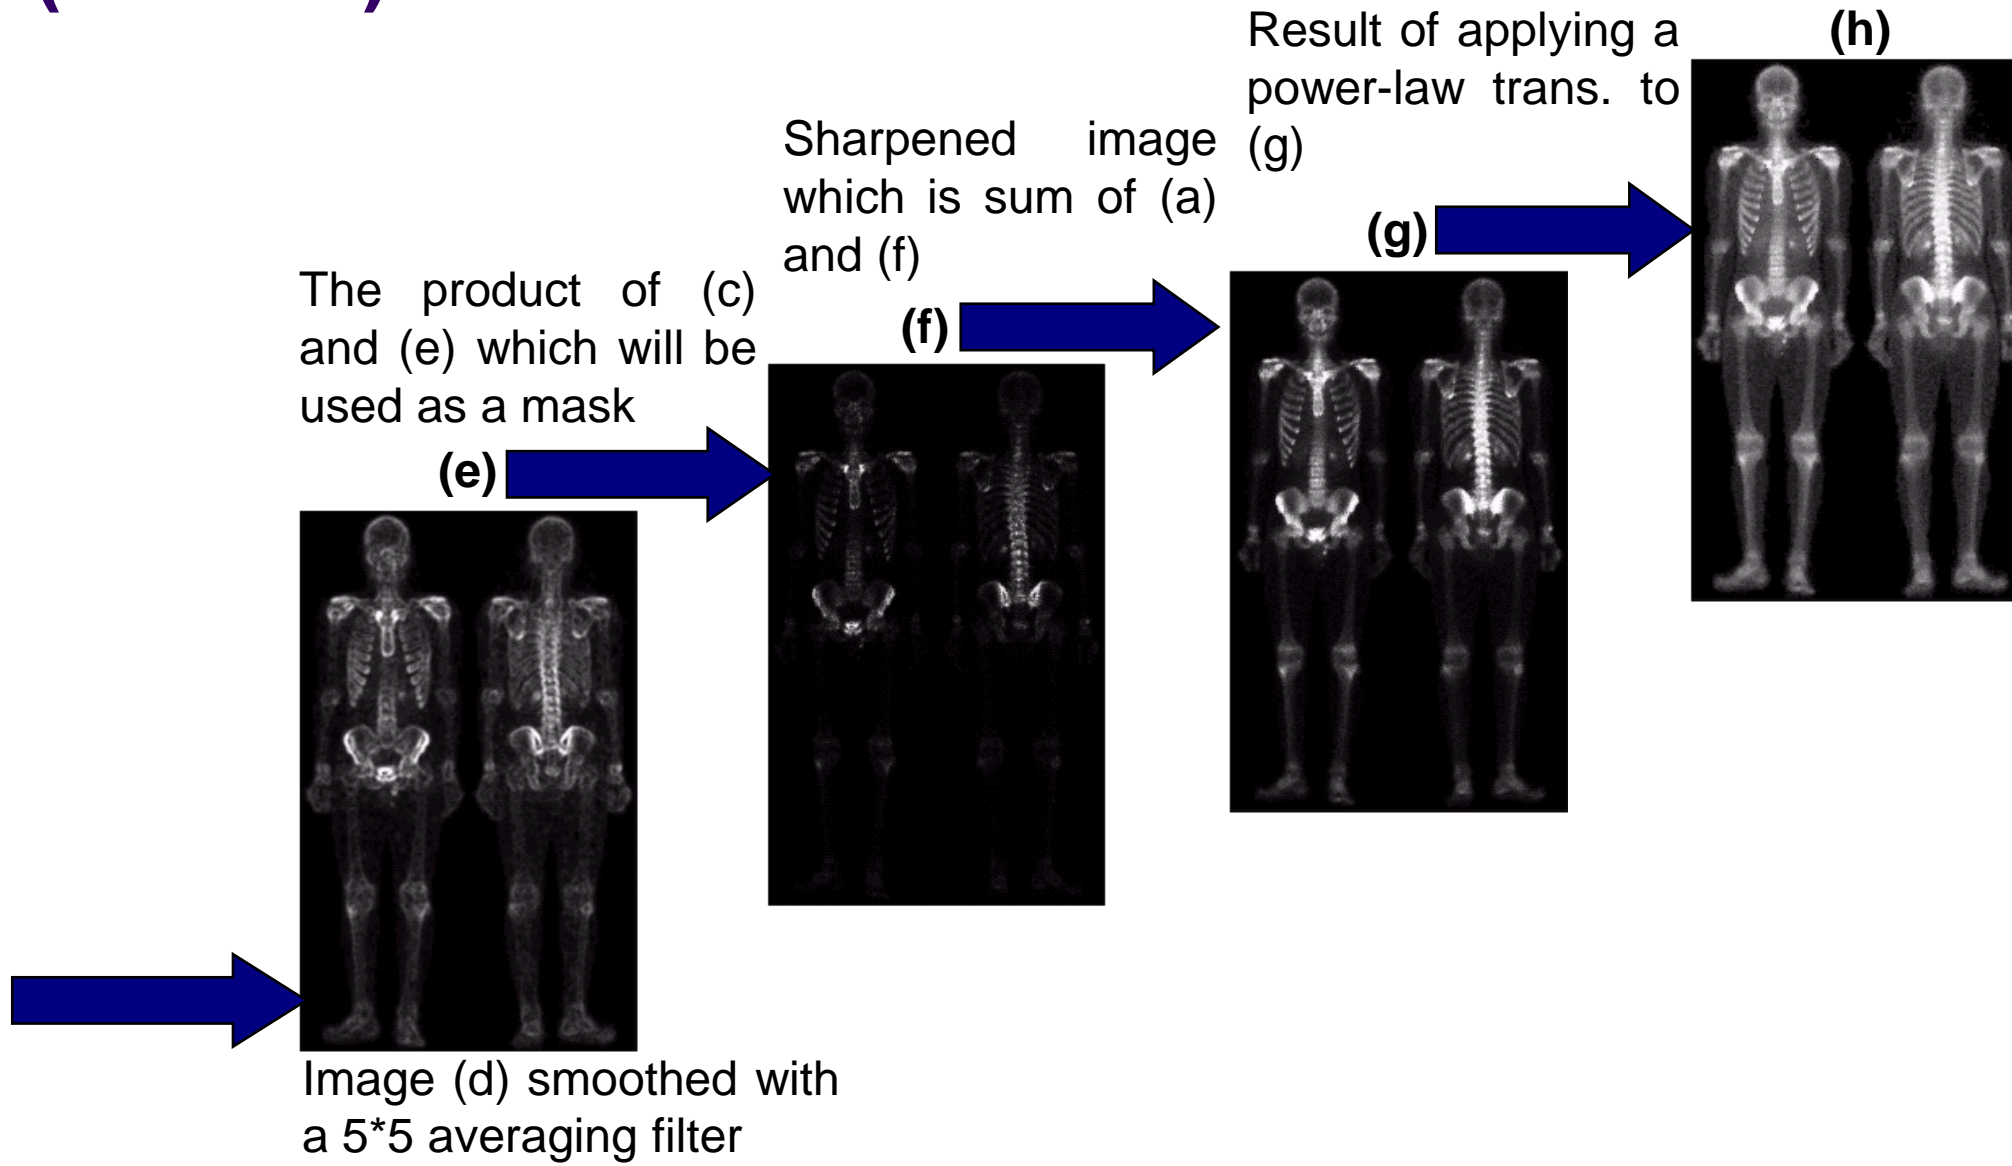 Result of applying a
power-law trans. to
(g)
(h)
Sharpened image
which is sum of (a)
and (f)
(g)
The product of (c)
and (e) which will be
used as a mask
(f)
(e)
Image (d) smoothed with
a 5*5 averaging filter